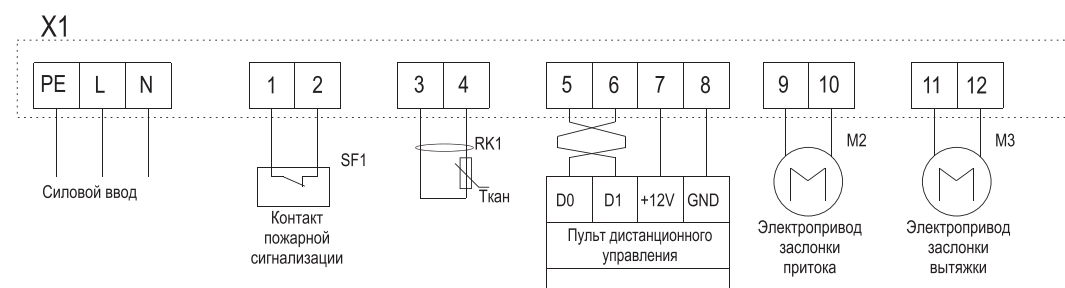 X1
PE L N 1 2 3 4 5 6 7 8 9 10 11 12
SF1
RK1
Tкан
M2
M3
Силовой ввод
D0 D1 +12V GND
Контакт
пожарной
сигнализации
Пульт дистанционного
управления
Электропривод
заслонки
притока
Электропривод
заслонки
вытяжки